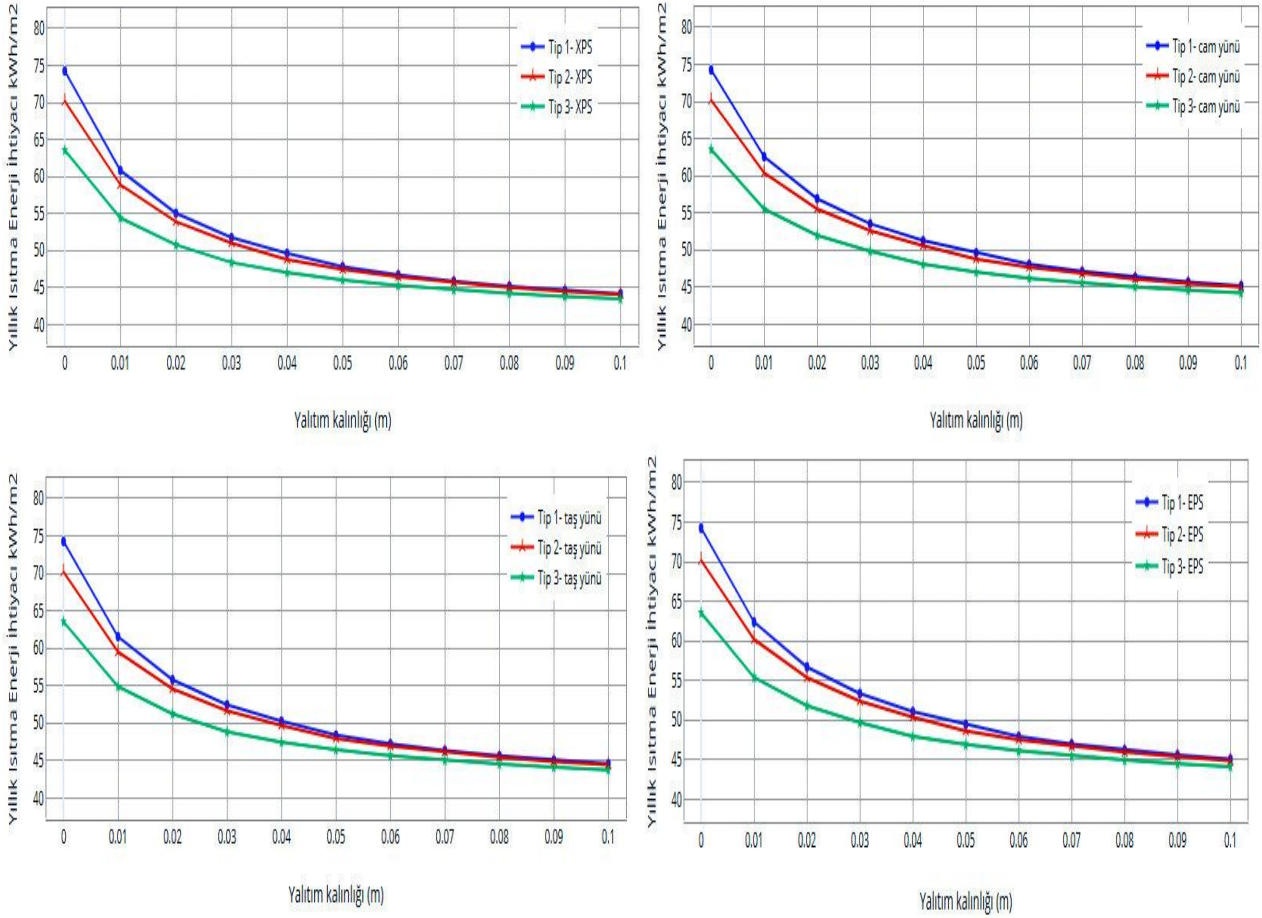 Yıllık Isıtma Enerji İhtiyacı kWh/m2
80
75
70
65
60
55
50
45
40
Tip 1- XPS
Tip 2- XPS
Tip 3- XPS
0 0.01 0.02 0.03 0.04 0.05 0.06 0.07 0.08 0.09 0.1
Yalıtım kalınlığı (m)
Yıllık Isıtma Enerji İhtiyacı kWh/m2
80
75
70
65
60
55
50
45
40
Tip 1- cam yünü
Tip 2- cam yünü
Tip 3- cam yünü
0 0.01 0.02 0.03 0.04 0.05 0.06 0.07 0.08 0.09 0.1
Yalıtım kalınlığı (m)
Yıllık Isıtma Enerji İhtiyacı kWh/m2
80
75
70
65
60
55
50
45
40
Tip 1- taş yünü
Tip 2- taş yünü
Tip 3- taş yünü
0 0.01 0.02 0.03 0.04 0.05 0.06 0.07 0.08 0.09 0.1
Yalıtım kalınlığı (m)
Yıllık Isıtma Enerji İhtiyacı kWh/m2
80
75
70
65
60
55
50
45
40
Tip 1- EPS
Tip 2- EPS
Tip 3- EPS
0 0.01 0.02 0.03 0.04 0.05 0.06 0.07 0.08 0.09 0.1
Yalıtım kalınlığı (m)